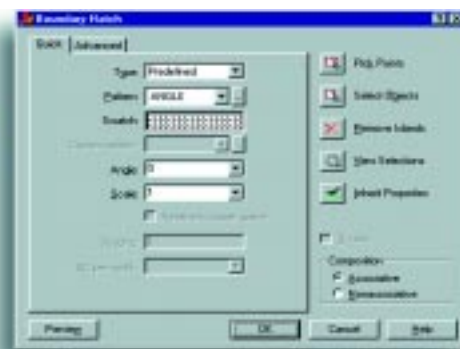 Boundary Hatch
Quick Advanced
Type: Predefined
Pattern: ANGLE
Swatch:
Angle: 0
Scale: 1
Pick Points
Select Objects
Remove Islands
View Selections
Inherit Properties
Composition
Associative
Nonassociative
Preview OK Cancel Help